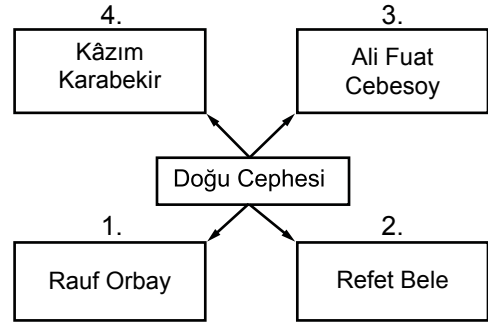 4.
Kâzım
Karabekir
3.
Ali Fuat
Cebesoy
Doğu Cephesi
1.
Rauf Orbay
2.
Refet Bele